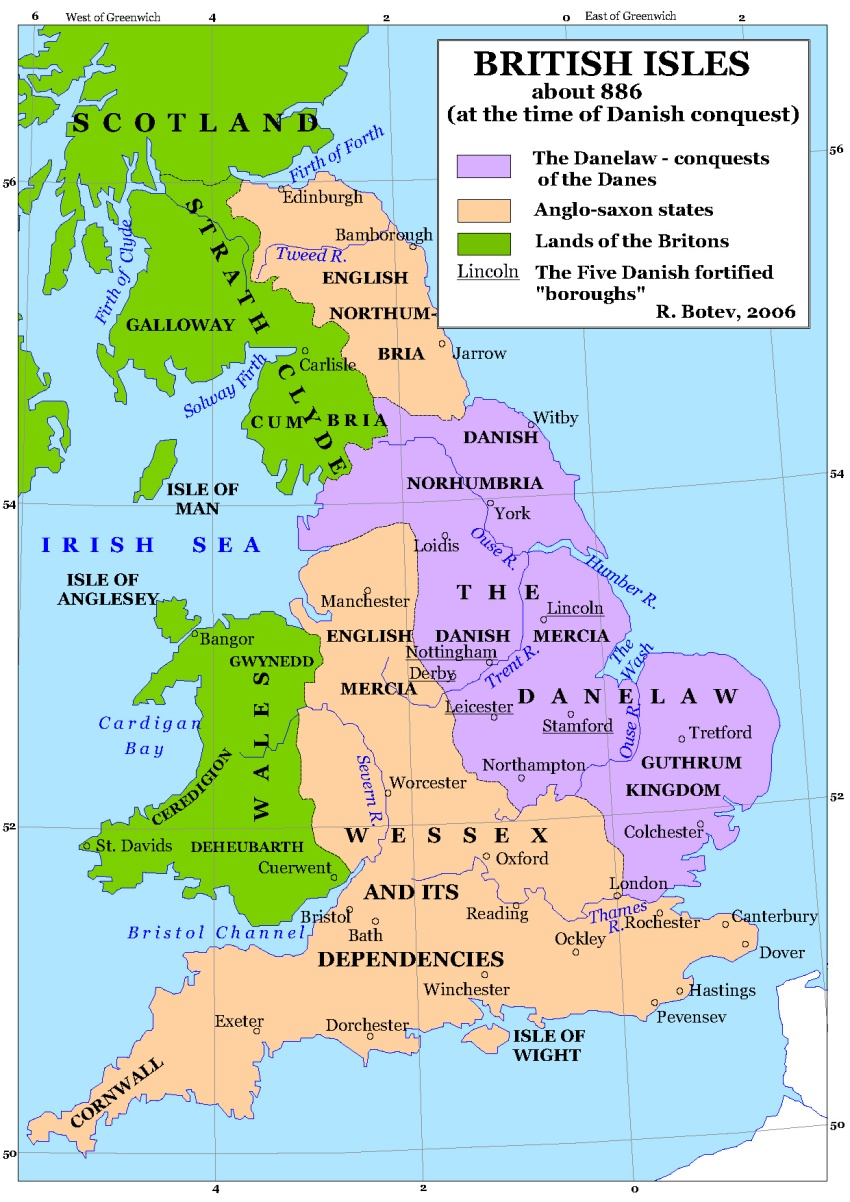 6
West of Greenwich
4
2
0
East of Greenwich
2
BRITISH ISLES
about 886
(at the time of Danish conquest)
The Danelaw - conquests
of the Danes
Anglo-saxon states
Lands of the Britons
Lincoln
The Five Danish fortified
"boroughs"
R. Botev, 2006
SCOTLAND
56
56
Firth of Forth
Edinburgh
Bamborough
Tweed R.
STRATH
CLYDE
Firth of Clyde
ENGLISH
NORTHUM-
BRIA
GALLOWAY
Jarrow
Carlisle
Solway Firth
CUM BRIA
Witby
DANISH
NORHUMBRIA
54
54
ISLE OF
MAN
York
IRISH SEA
Loidis
Ouse R.
Humber R.
ISLE OF
ANGLESEY
Manchester
THE
Lincoln
Bangor
ENGLISH
DANISH
MERCIA
GWYNEDD
Nottingham
The
Wash
Derby
Trent R.
MERCIA
DANELAW
Leicester
Stamford
Ouse R.
Cardigan
Bay
WALES
Tretford
Severn R.
Northampton
GUTHRUM
KINGDOM
CEREDIGION
Worcester
52
52
St. Davids
DEHEUBARTH
WESSEX
Colchester
Cuerwent
Oxford
AND ITS
London
Bristol
Reading
Thames
R.
Rochester
Canterbury
Bristol Channel
Bath
Ockley
Dover
DEPENDENCIES
Winchester
Hastings
Pevensev
Exeter
Dorchester
ISLE OF
WIGHT
CORNWALL
50
50
4
2
0